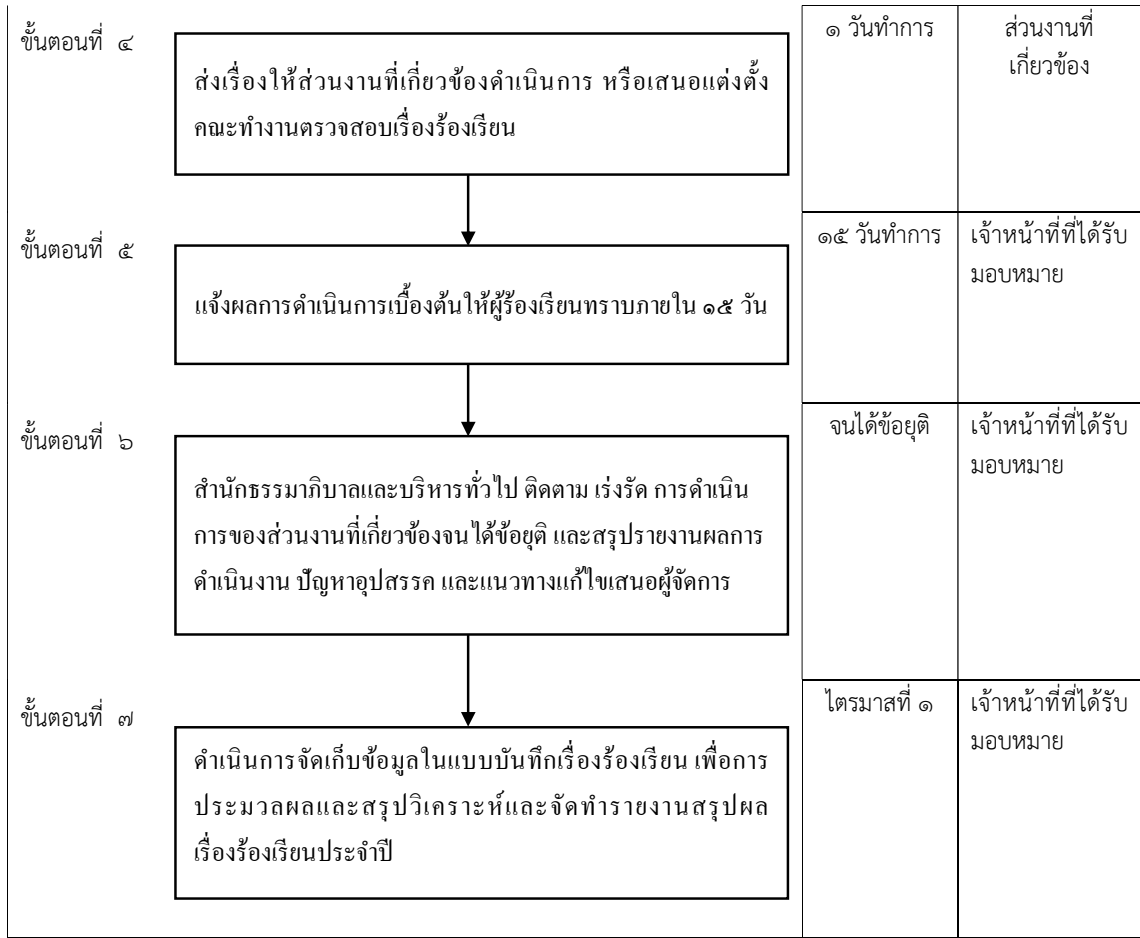 ขั้นตอนที่ ๔
ส่งเรื่องให้ส่วนงานที่เกี่ยวข้องดำเนินการ หรือเสนอแต่งตั้ง
คณะทำงานตรวจสอบเรื่องร้องเรียน
๑ วันทำการ
ส่วนงานที่
เกี่ยวข้อง
ขั้นตอนที่ ๕
แจ้งผลการดำเนินการเบื้องต้นให้ผู้ร้องเรียนทราบภายใน ๑๕ วัน
๑๕ วันทำการ
เจ้าหน้าที่ที่ได้รับ
มอบหมาย
ขั้นตอนที่ ๖
สำนักธรรมาภิบาลและบริหารทั่วไป ติดตาม เร่งรัด การดำเนิน
การของส่วนงานที่เกี่ยวข้องจนได้ข้อยุติ และสรุปรายงานผลการ
ดำเนินงาน ปัญหาอุปสรรค และแนวทางแก้ไขเสนอผู้จัดการ
จนได้ข้อยุติ
เจ้าหน้าที่ที่ได้รับ
มอบหมาย
ขั้นตอนที่ ๗
ดำเนินการจัดเก็บข้อมูลในแบบบันทึกเรื่องร้องเรียน เพื่อการ
ประมวลผลและสรุปวิเคราะห์และจัดทำรายงานสรุปผล
เรื่องร้องเรียนประจำปี
ไตรมาสที่ ๑
เจ้าหน้าที่ที่ได้รับ
มอบหมาย